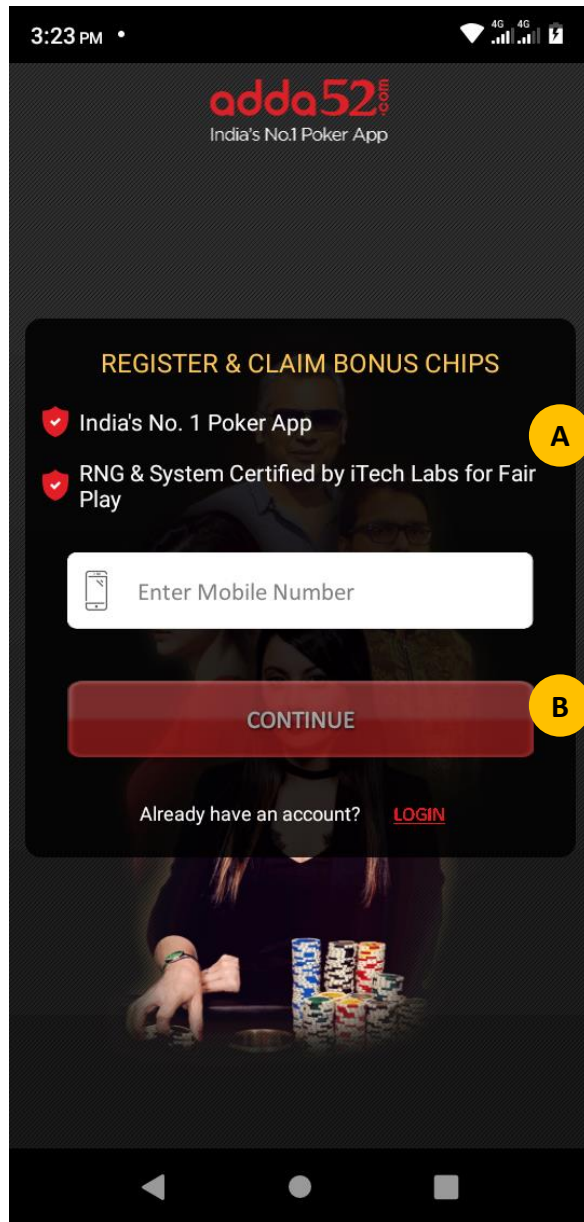 3:23 PM •
4G 4G
adda52.com
India's No.1 Poker App
REGISTER & CLAIM BONUS CHIPS
India's No. 1 Poker App
A
RNG & System Certified by iTech Labs for Fair
Play
Enter Mobile Number
CONTINUE
B
Already have an account? LOGIN